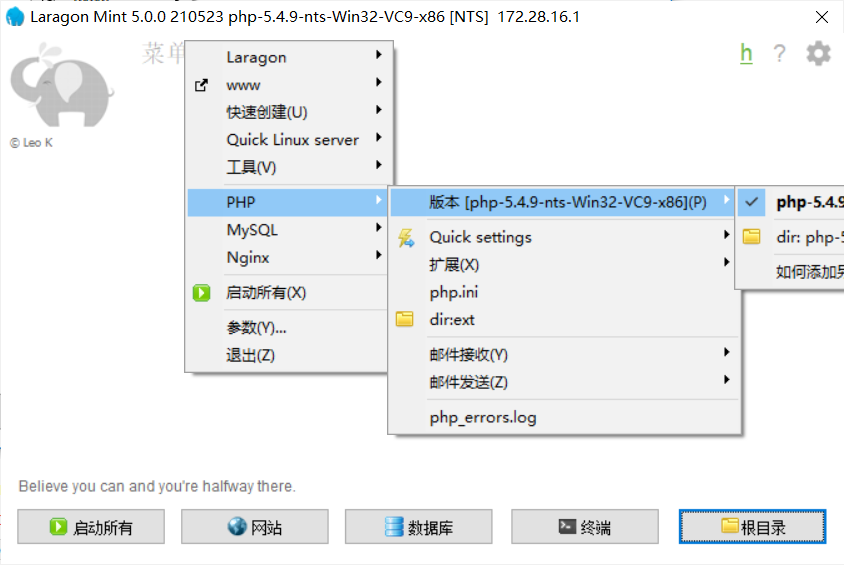 Laragon Mint 5.0.0 210523 php-5.4.9-nts-Win32-VC9-x86 [NTS] 172.28.16.1
菜单
h
?
© Leo K
Laragon
www
快速创建(U)
Quick Linux server
工具(V)
PHP
MySQL
Nginx
启动所有(X)
参数(Y)...
退出(Z)
版本 [php-5.4.9-nts-Win32-VC9-x86](P)
Quick settings
扩展(X)
php.ini
dir:ext
邮件接收(Y)
邮件发送(Z)
php_errors.log
php-5.4.9
dir: php-5
如何添加另
Believe you can and you're halfway there.
启动所有
网站
数据库
终端
根目录